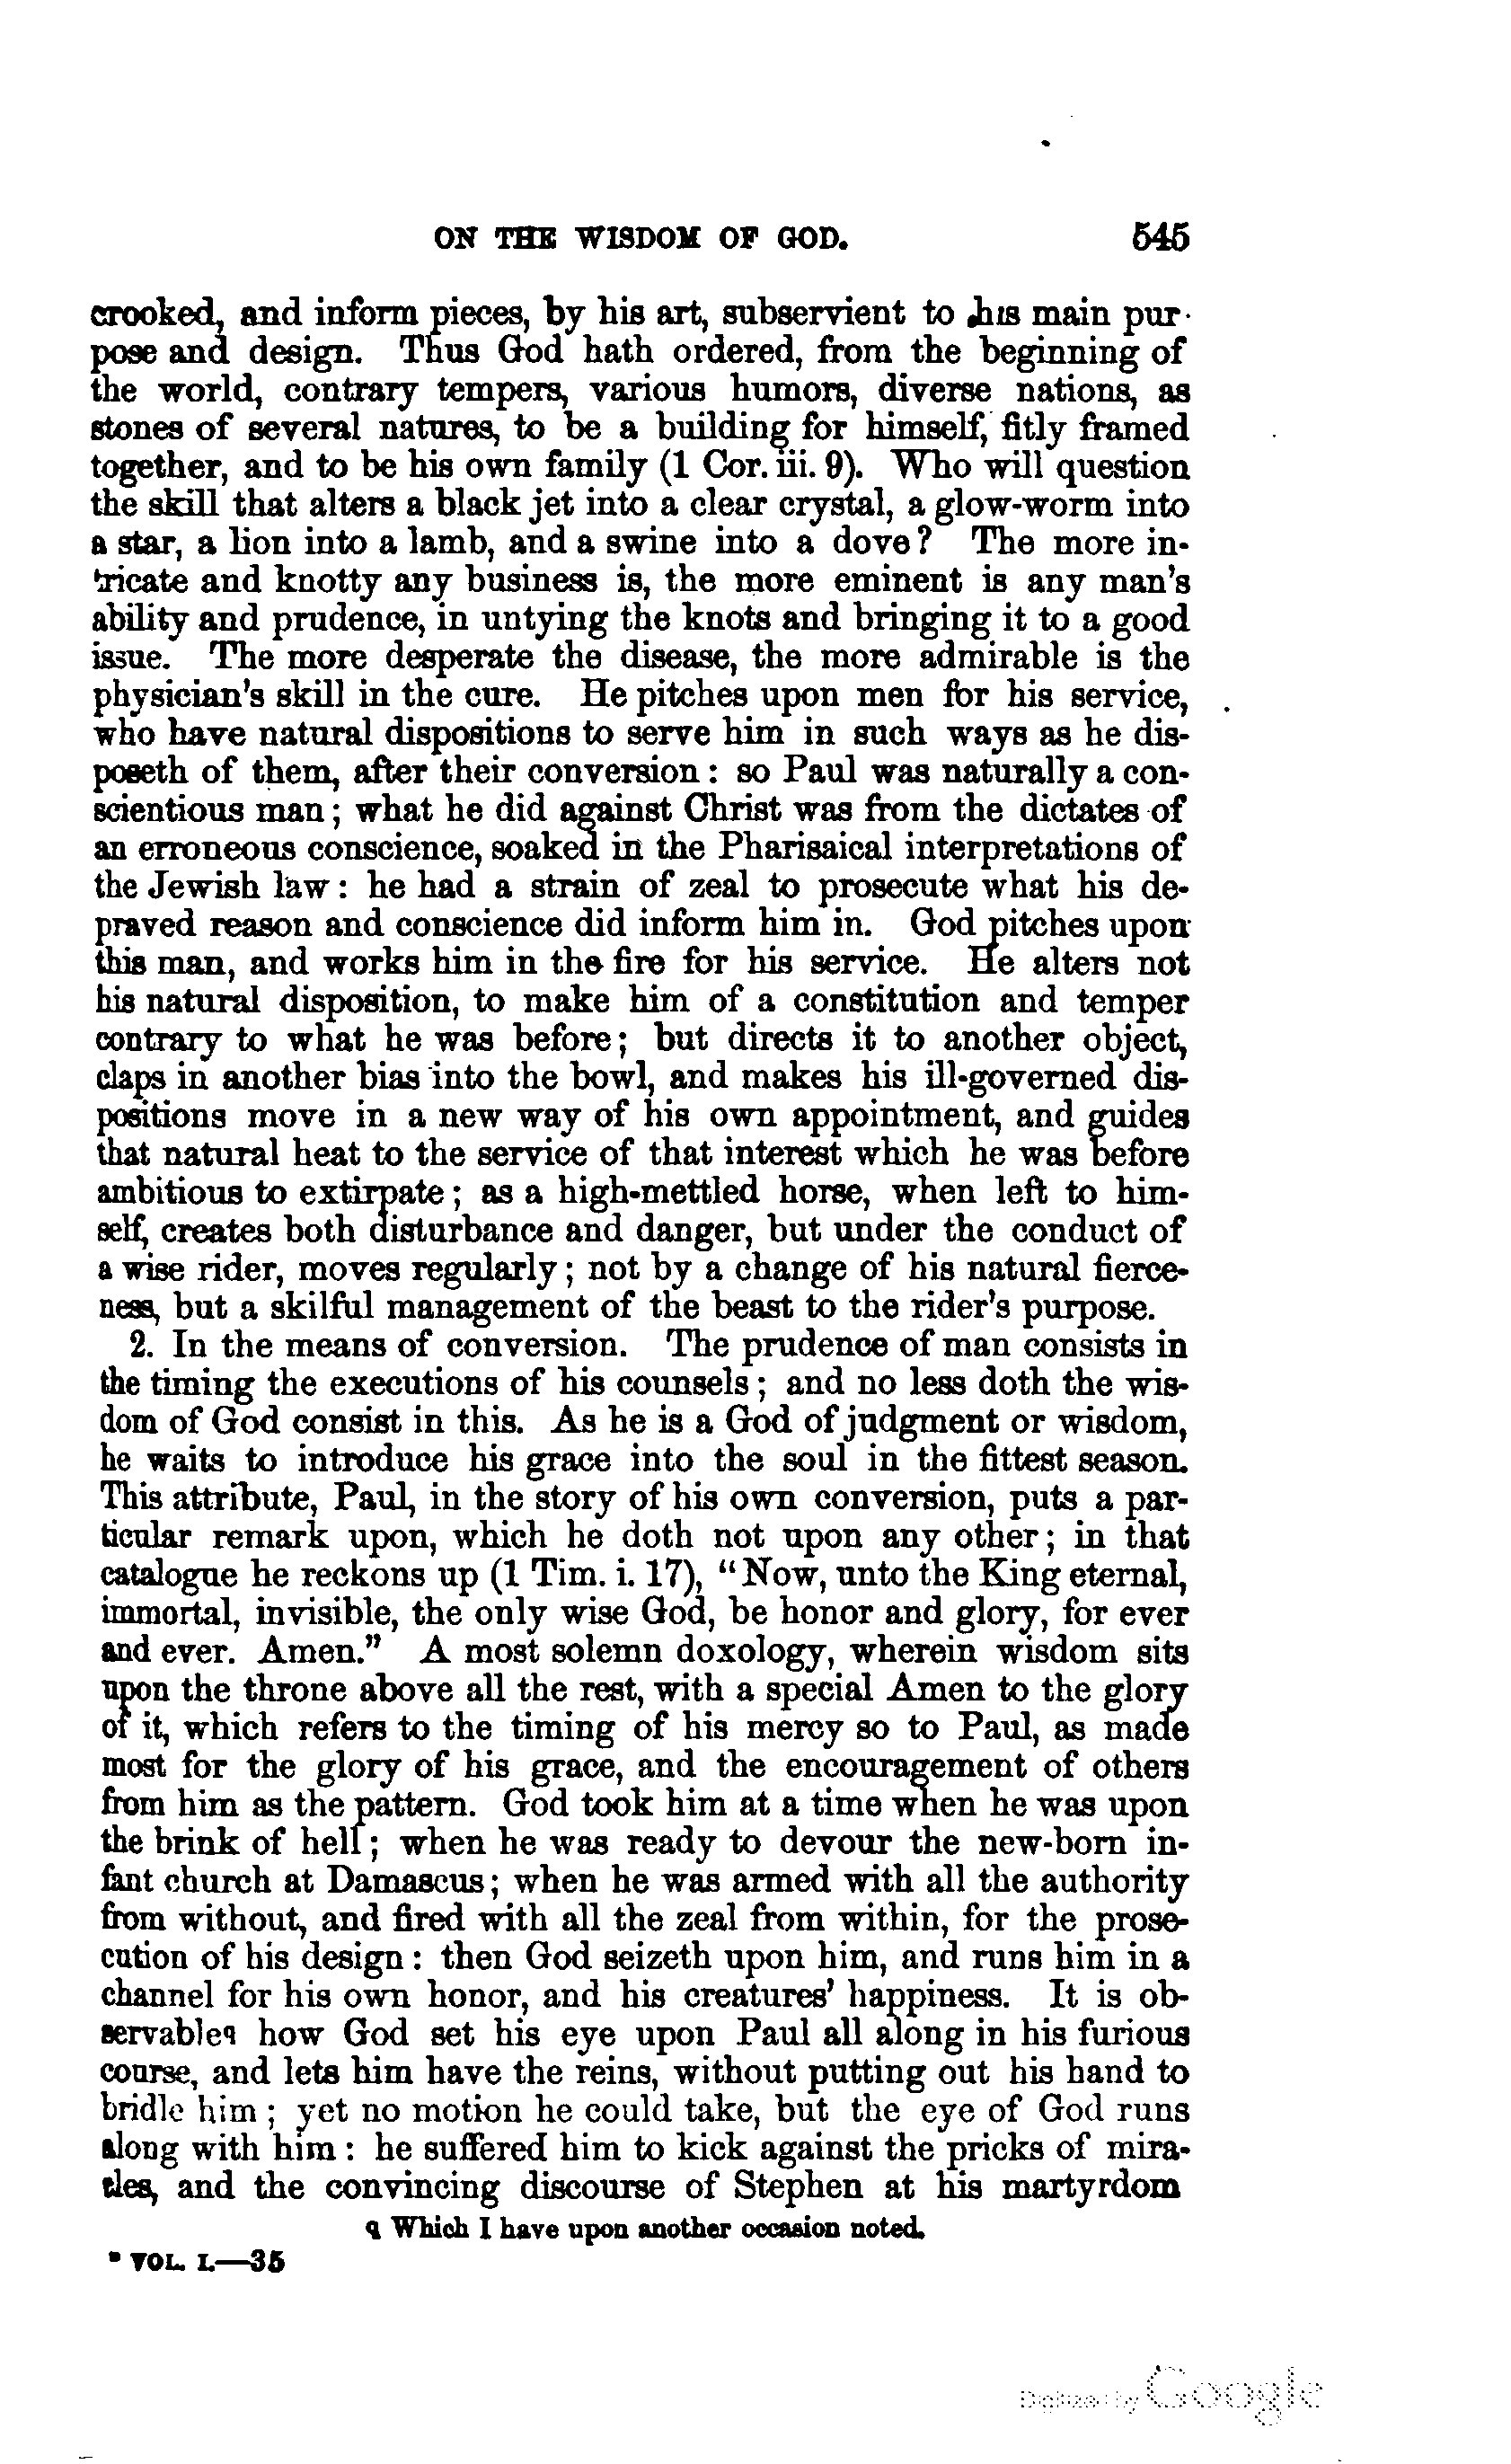 ON THE WISDOM OF GOD. 545
crooked, and inform pieces, by his art, subservient to his main pur-
pose and design. Thus God hath ordered, from the beginning of
the world, contrary tempers, various humors, diverse nations, as
stones of several natures, to be a building for himself, fitly framed
together, and to be his own family (1 Cor. iii. 9). Who will question
the skill that alters a black jet into a clear crystal, a glow-worm into
a star, a lion into a lamb, and a swine into a dove? The more in-
tricate and knotty any business is, the more eminent is any man's
ability and prudence, in untying the knots and bringing it to a good
issue. The more desperate the disease, the more admirable is the
physician's skill in the cure. He pitches upon men for his service,
who have natural dispositions to serve him in such ways as he dis-
poseth of them, after their conversion: so Paul was naturally a con-
scientious man; what he did against Christ was from the dictates of
an erroneous conscience, soaked in the Pharisaical interpretations of
the Jewish law: he had a strain of zeal to prosecute what his de-
praved reason and conscience did inform him in. God pitches upon
this man, and works him in the fire for his service. He alters not
his natural disposition, to make him of a constitution and temper
contrary to what he was before; but directs it to another object,
claps in another bias into the bowl, and makes his ill-governed dis-
positions move in a new way of his own appointment, and guides
that natural heat to the service of that interest which he was before
ambitious to extirpate; as a high-mettled horse, when left to him-
self, creates both disturbance and danger, but under the conduct of
a wise rider, moves regularly; not by a change of his natural fierce-
ness, but a skilful management of the beast to the rider's purpose.
2. In the means of conversion. The prudence of man consists in
the timing the executions of his counsels; and no less doth the wis-
dom of God consist in this. As he is a God of judgment or wisdom,
he waits to introduce his grace into the soul in the fittest season.
This attribute, Paul, in the story of his own conversion, puts a par-
ticular remark upon, which he doth not upon any other; in that
catalogue he reckons up (1 Tim. i. 17), "Now, unto the King eternal,
immortal, invisible, the only wise God, be honor and glory, for ever
and ever. Amen." A most solemn doxology, wherein wisdom sits
upon the throne above all the rest, with a special Amen to the glory
of it, which refers to the timing of his mercy so to Paul, as made
most for the glory of his grace, and the encouragement of others
from him as the pattern. God took him at a time when he was upon
the brink of hell; when he was ready to devour the new-born in-
fant church at Damascus; when he was armed with all the authority
from without, and fired with all the zeal from within, for the prose-
cution of his design: then God seizeth upon him, and runs him in a
channel for his own honor, and his creatures' happiness. It is ob-
servableq how God set his eye upon Paul all along in his furious
course, and lets him have the reins, without putting out his hand to
bridle him; yet no motion he could take, but the eye of God runs
along with him: he suffered him to kick against the pricks of mira-
cles, and the convincing discourse of Stephen at his martyrdom
q Which I have upon another occasion noted.
VOL. I.—35
Digitized by Google